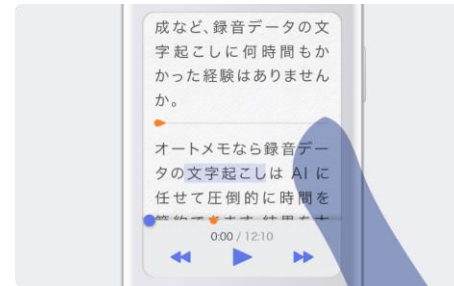 成など、録音データの文
字起こしに何時間もか
かった経験はありません
か。
オートメモなら録音デー
タの文字起こしは AI に
任せて圧倒的に時間を
0:00 / 12:10